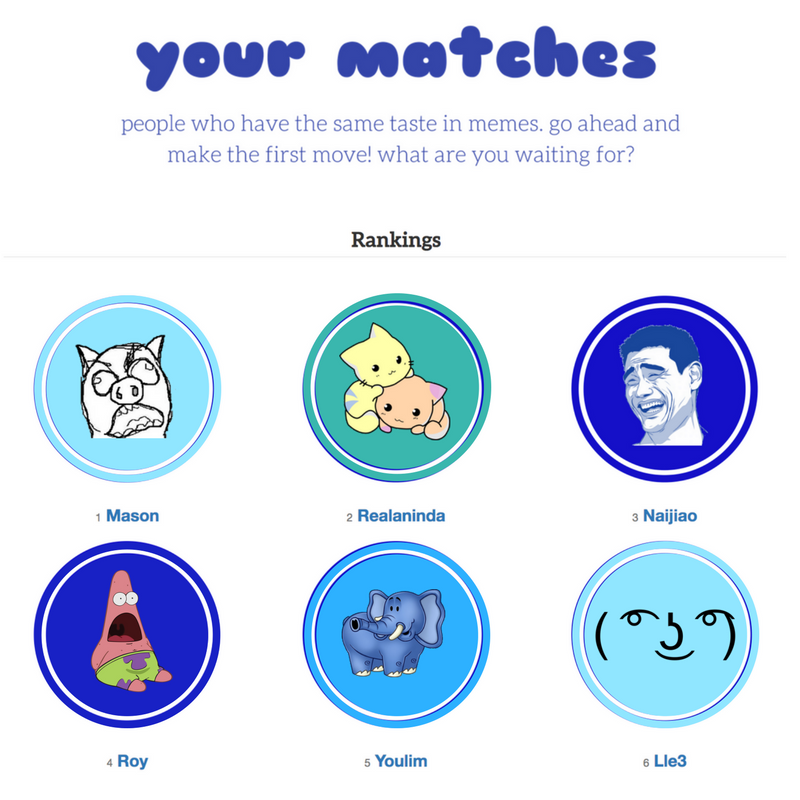 your matches
people who have the same taste in memes. go ahead and
make the first move! what are you waiting for?
Rankings
1 Mason
2 Realaninda
3 Naijiao
( ͡° ͜ʖ ͡°)
4 Roy
5 Youlim
6 Lle3